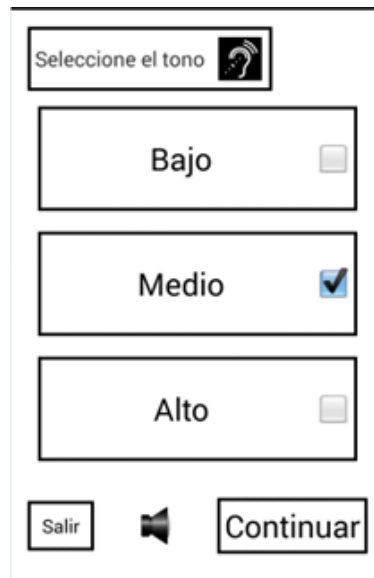 Seleccione el tono
Bajo
Medio
Alto
Salir
Continuar